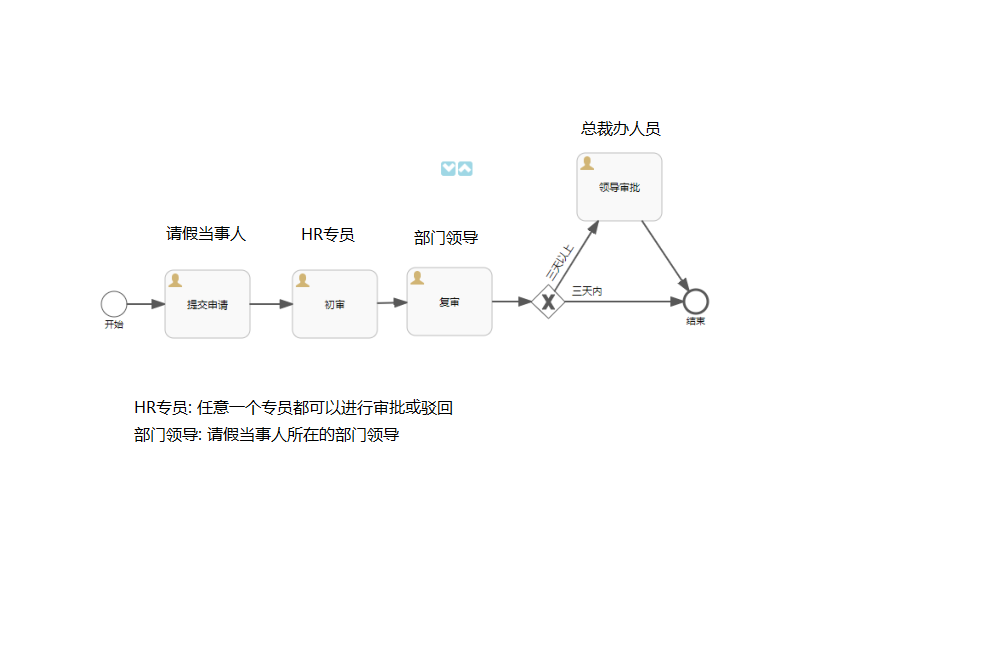 总裁办人员
领导审批
请假当事人
HR专员
部门领导
三天以上
提交申请
初审
复审
三天内
开始
结束
HR专员: 任意一个专员都可以进行审批或驳回
部门领导: 请假当事人所在的部门领导